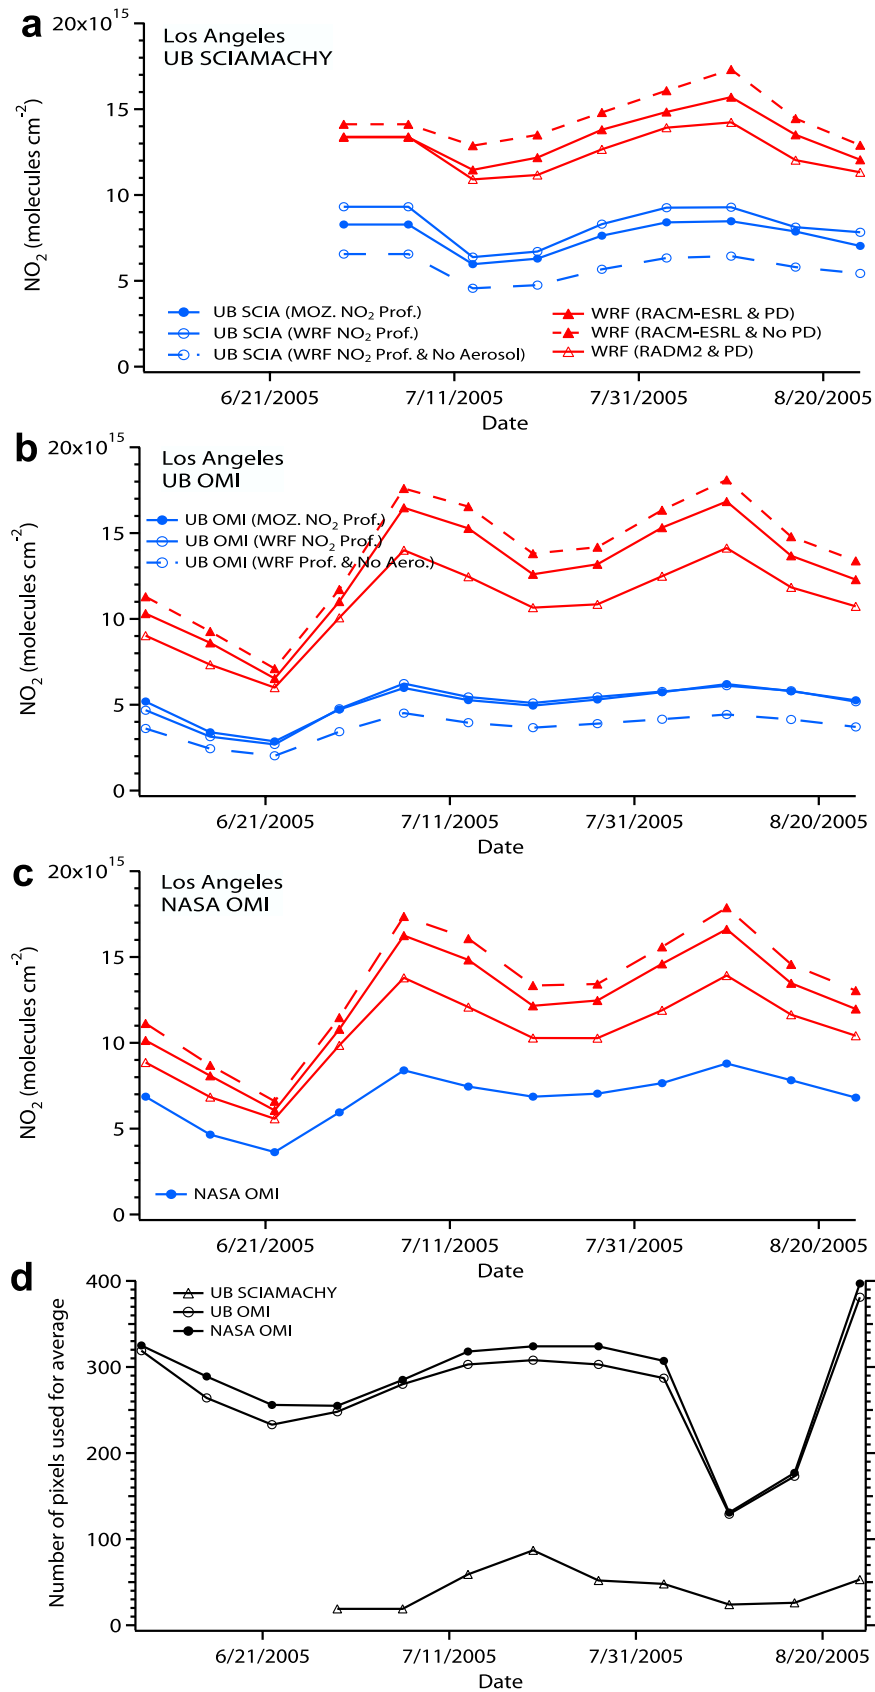 a
20x10^15
Los Angeles
UB SCIAMACHY
15
10
5
0
NO2 (molecules cm^-2)
UB SCIA (MOZ. NO2 Prof.)
UB SCIA (WRF NO2 Prof.)
UB SCIA (WRF NO2 Prof. & No Aerosol)
WRF (RACM-ESRL & PD)
WRF (RACM-ESRL & No PD)
WRF (RADM2 & PD)
6/21/2005 7/11/2005 7/31/2005 8/20/2005
Date
b
20x10^15
Los Angeles
UB OMI
15
10
5
0
NO2 (molecules cm^-2)
UB OMI (MOZ. NO2 Prof.)
UB OMI (WRF NO2 Prof.)
UB OMI (WRF Prof. & No Aero.)
6/21/2005 7/11/2005 7/31/2005 8/20/2005
Date
c
20x10^15
Los Angeles
NASA OMI
15
10
5
0
NO2 (molecules cm^-2)
NASA OMI
6/21/2005 7/11/2005 7/31/2005 8/20/2005
Date
d
400
300
200
100
0
Number of pixels used for average
UB SCIAMACHY
UB OMI
NASA OMI
6/21/2005 7/11/2005 7/31/2005 8/20/2005
Date